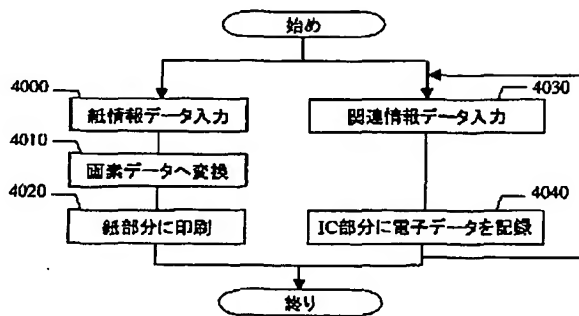 始め
4000
紙情報データ入力
4010
画素データへ変換
4020
紙部分に印刷
4030
関連情報データ入力
4040
IC部分に電子データを記録
終り